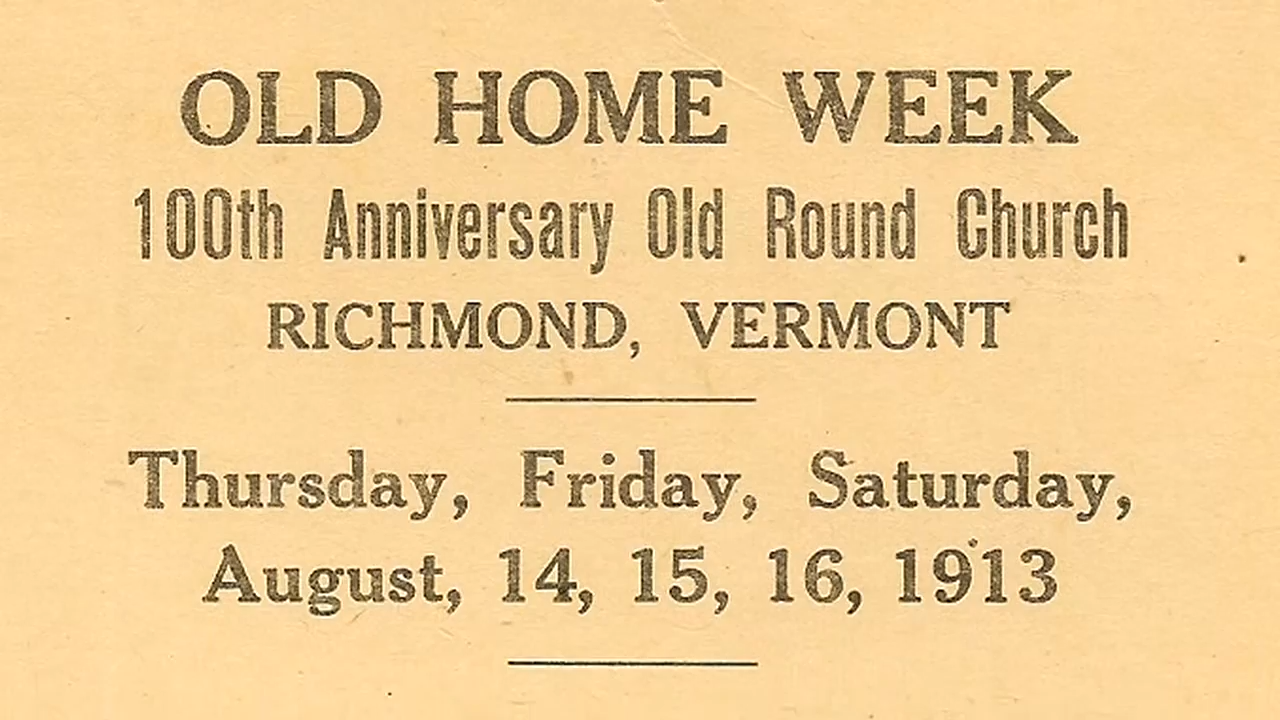 OLD HOME WEEK
100th Anniversary Old Round Church
RICHMOND, VERMONT
Thursday, Friday, Saturday,
August, 14, 15, 16, 1913